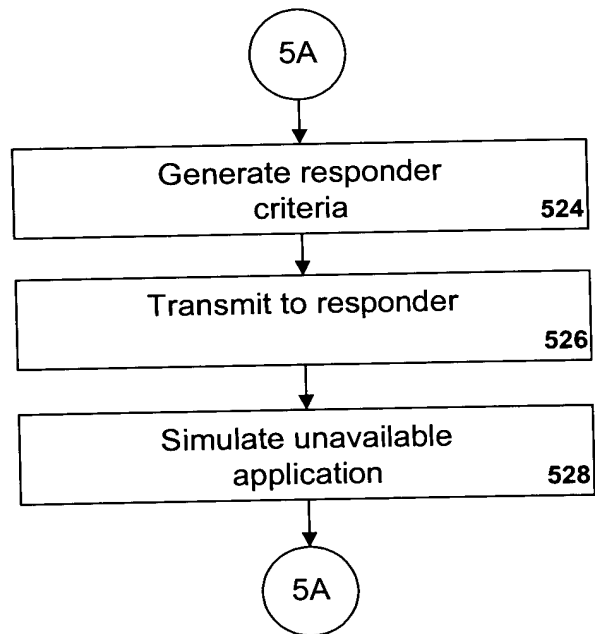 5A
Generate responder
criteria 524
Transmit to responder
526
Simulate unavailable
application 528
5A